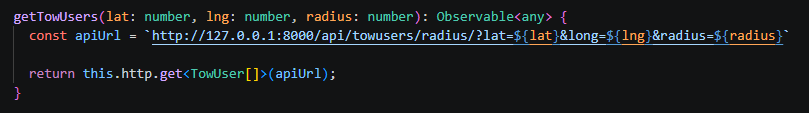 getTowUsers(lat: number, lng: number, radius: number): Observable<any> {
  const apiUrl = `http://127.0.0.1:8000/api/towusers/radius/?lat=${lat}&long=${lng}&radius=${radius}`
  return this.http.get<TowUser[]>(apiUrl);
}